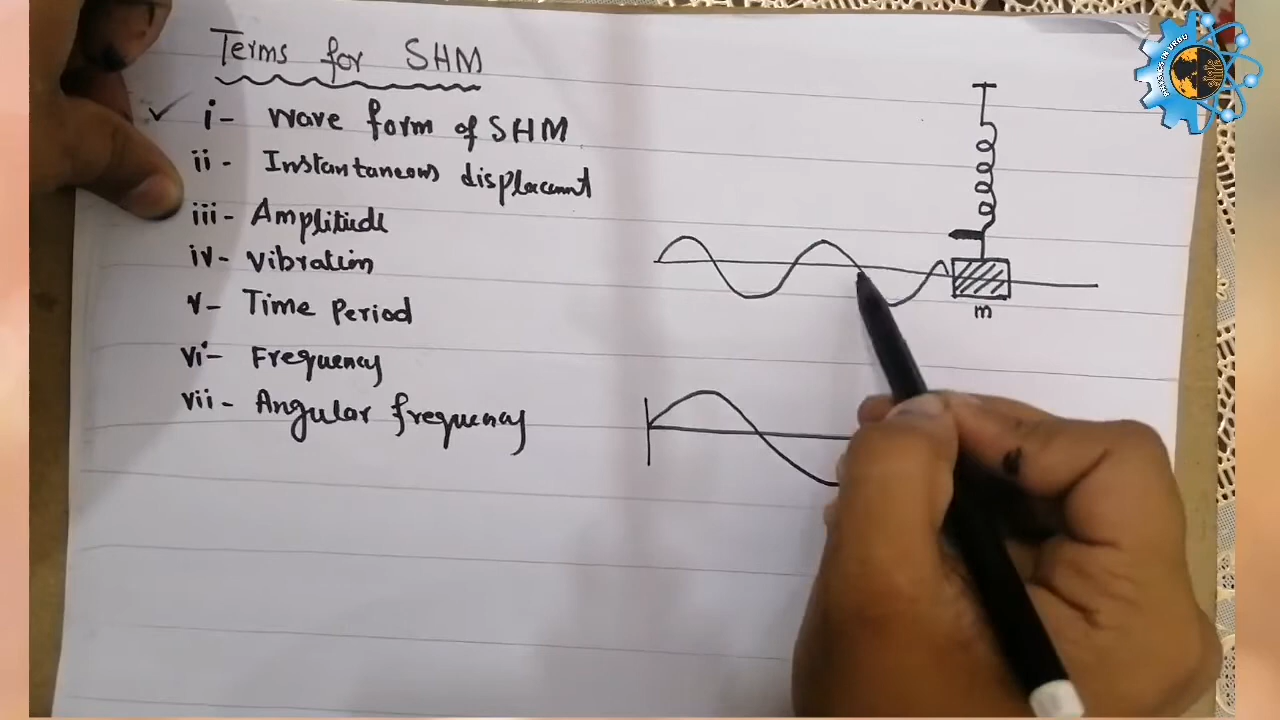 Terms for SHM
i- wave form of SHM
ii- Instantaneous displacemnt
iii- Amplitude
iv- vibration
v- Time Period
vi- Frequency
vii- Angular frequency
m